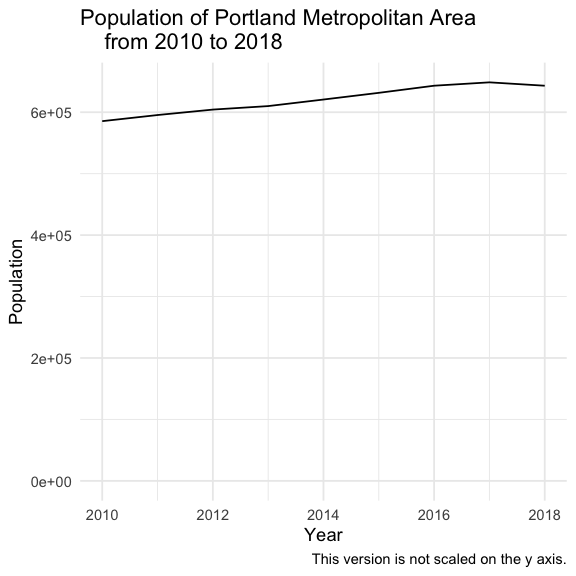 Population of Portland Metropolitan Area
from 2010 to 2018
6e+05
4e+05
2e+05
0e+00
Population
2010 2012 2014 2016 2018
Year
This version is not scaled on the y axis.